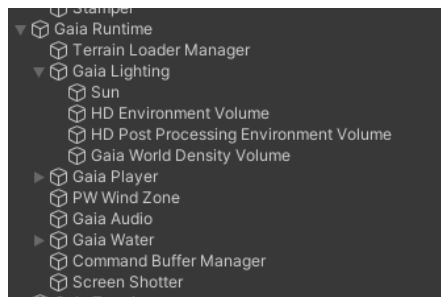 Stamper
Gaia Runtime
Terrain Loader Manager
Gaia Lighting
Sun
HD Environment Volume
HD Post Processing Environment Volume
Gaia World Density Volume
Gaia Player
PW Wind Zone
Gaia Audio
Gaia Water
Command Buffer Manager
Screen Shotter